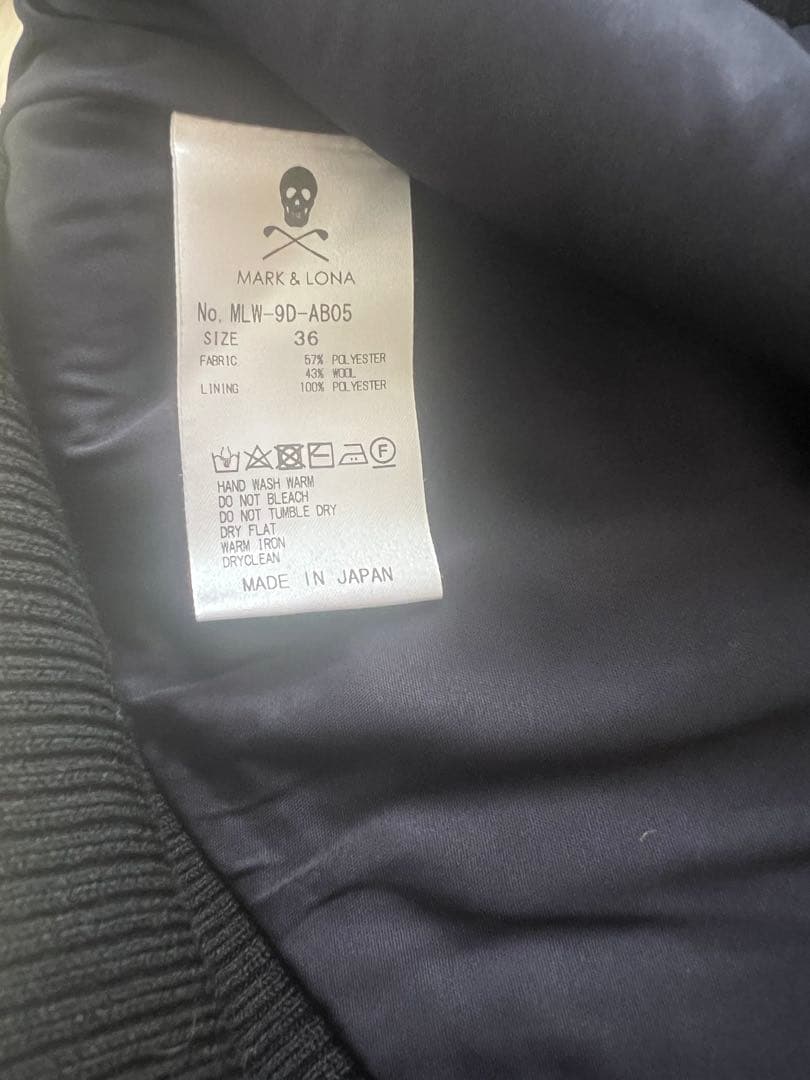 MARK & LONA
No. MLW-9D-AB05
SIZE 36
FABRIC 57% POLYESTER
43% WOOL
LINING 100% POLYESTER
F
HAND WASH WARM
DO NOT BLEACH
DO NOT TUMBLE DRY
DRY FLAT
WARM IRON
DRYCLEAN
MADE IN JAPAN